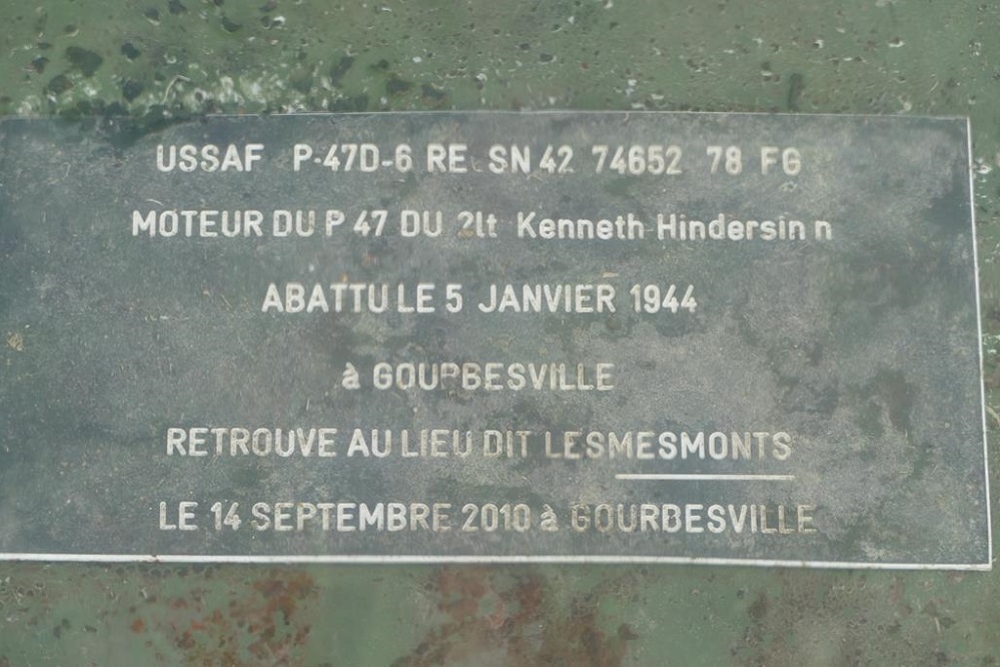 USSAF P-47D-6 RE SN 42 74652 78 FG
MOTEUR DU P 47 DU 2lt Kenneth Hindersinn
ABATTU LE 5 JANVIER 1944
à GOURBESVILLE
RETROUVE AU LIEU DIT LESMESMONTS
LE 14 SEPTEMBRE 2010 à GOURBESVILLE